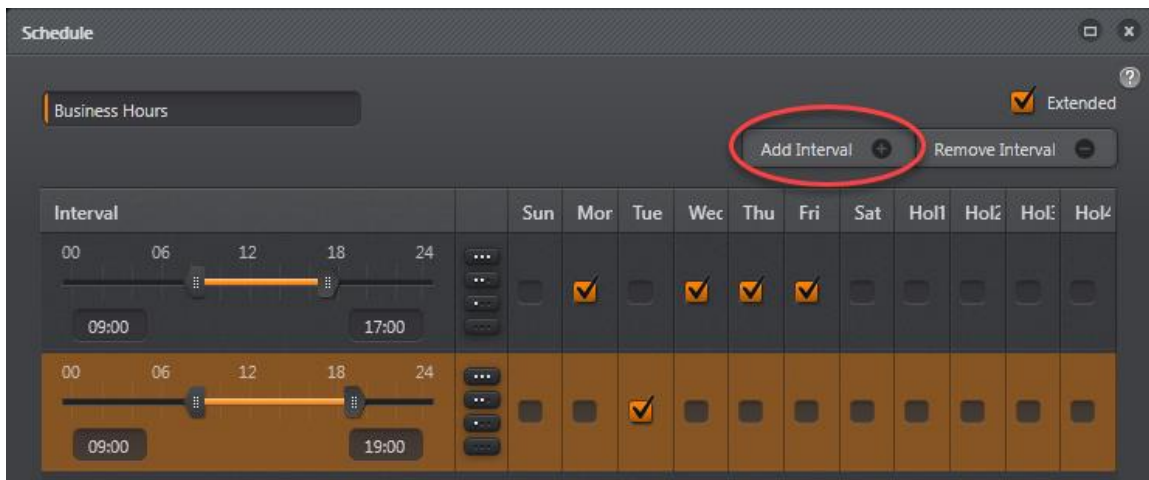 Schedule
?
Business Hours
Extended
Add Interval
Remove Interval
Interval Sun Mor Tue Wec Thu Fri Sat Hol1 Hol2 Hol3 Hol4
00 06 12 18 24
09:00 17:00
00 06 12 18 24
09:00 19:00